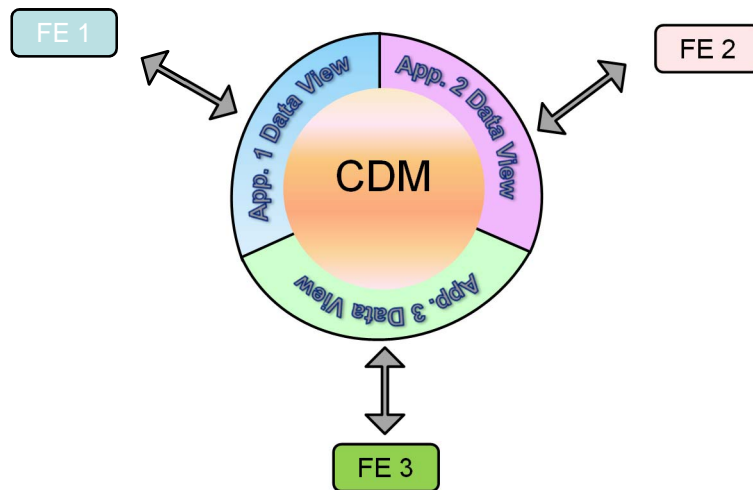 FE 1
FE 2
App. 1 Data View
App. 2 Data View
CDM
App. 3 Data View
FE 3